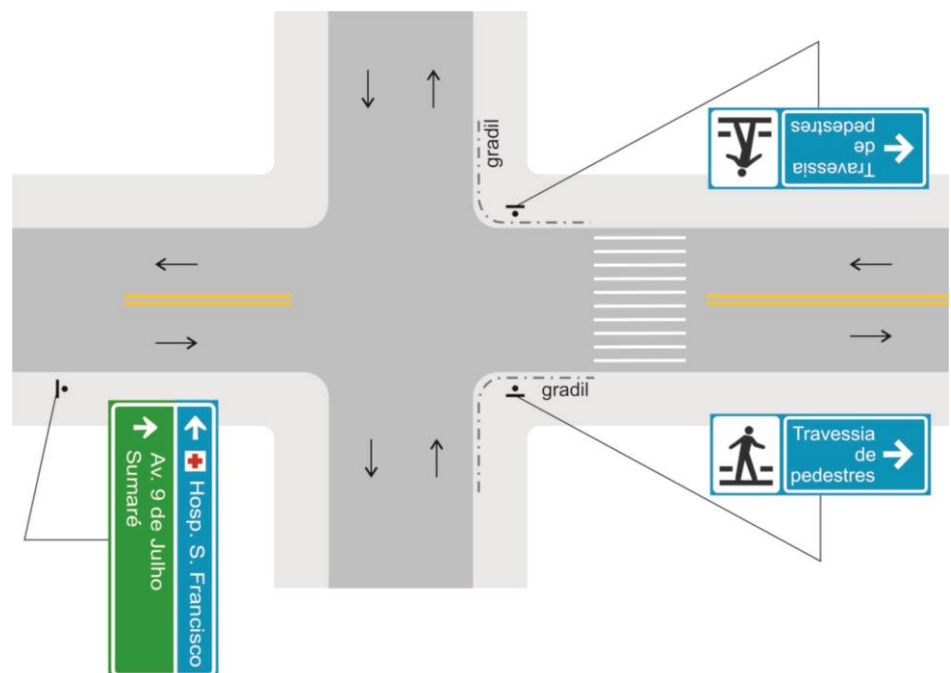 gradil
Travessia
de
pedestres
gradil
Travessia
de
pedestres
Hosp. S. Francisco
Av. 9 de Julho
Sumaré